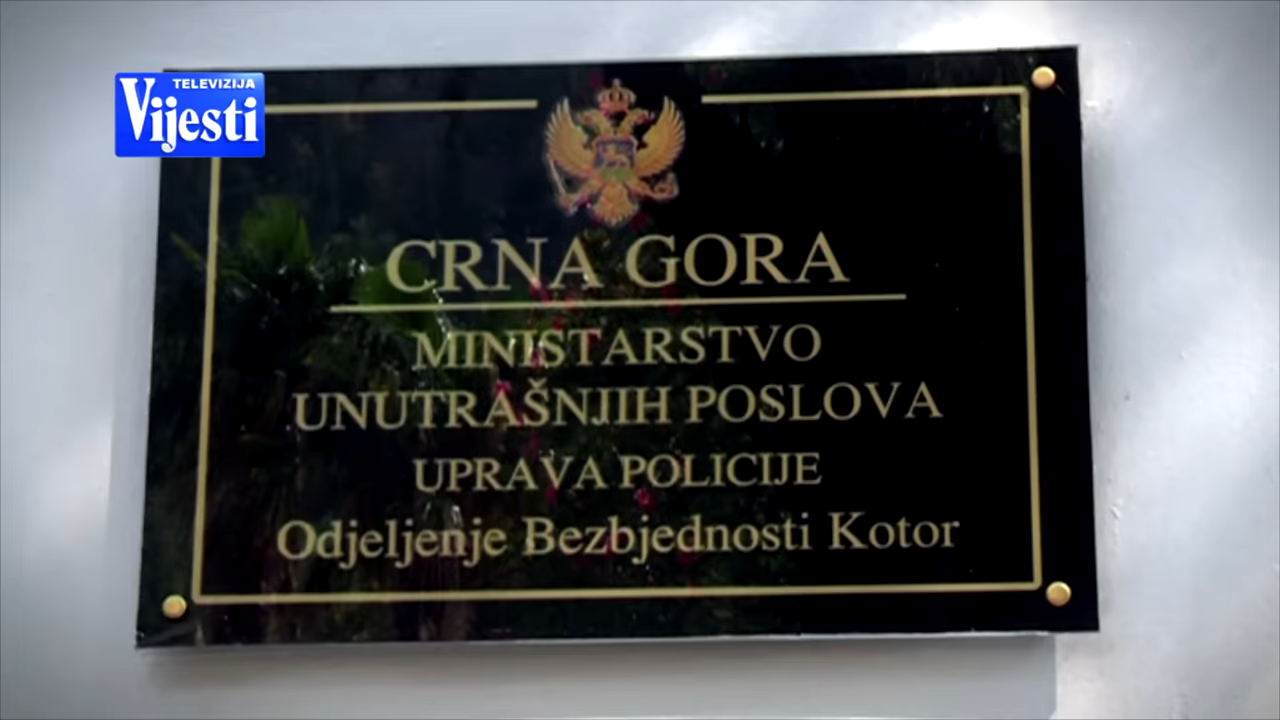 TELEVIZIJA
Vijesti
CRNA GORA
MINISTARSTVO
UNUTRAŠNJIH POSLOVA
UPRAVA POLICIJE
Odjeljenje Bezbjednosti Kotor